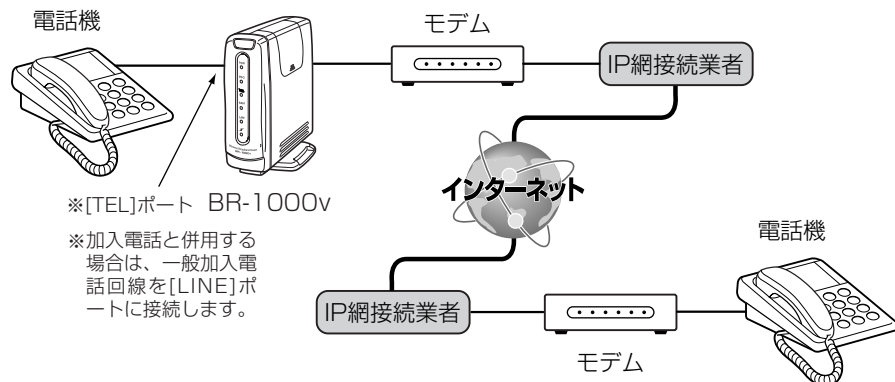 電話機
モデム
IP網接続業者
※[TEL]ポート BR-1000v
※加入電話と併用する
場合は、一般加入電
話回線を[LINE]ポ
ートに接続します。
インターネット
電話機
IP網接続業者
モデム